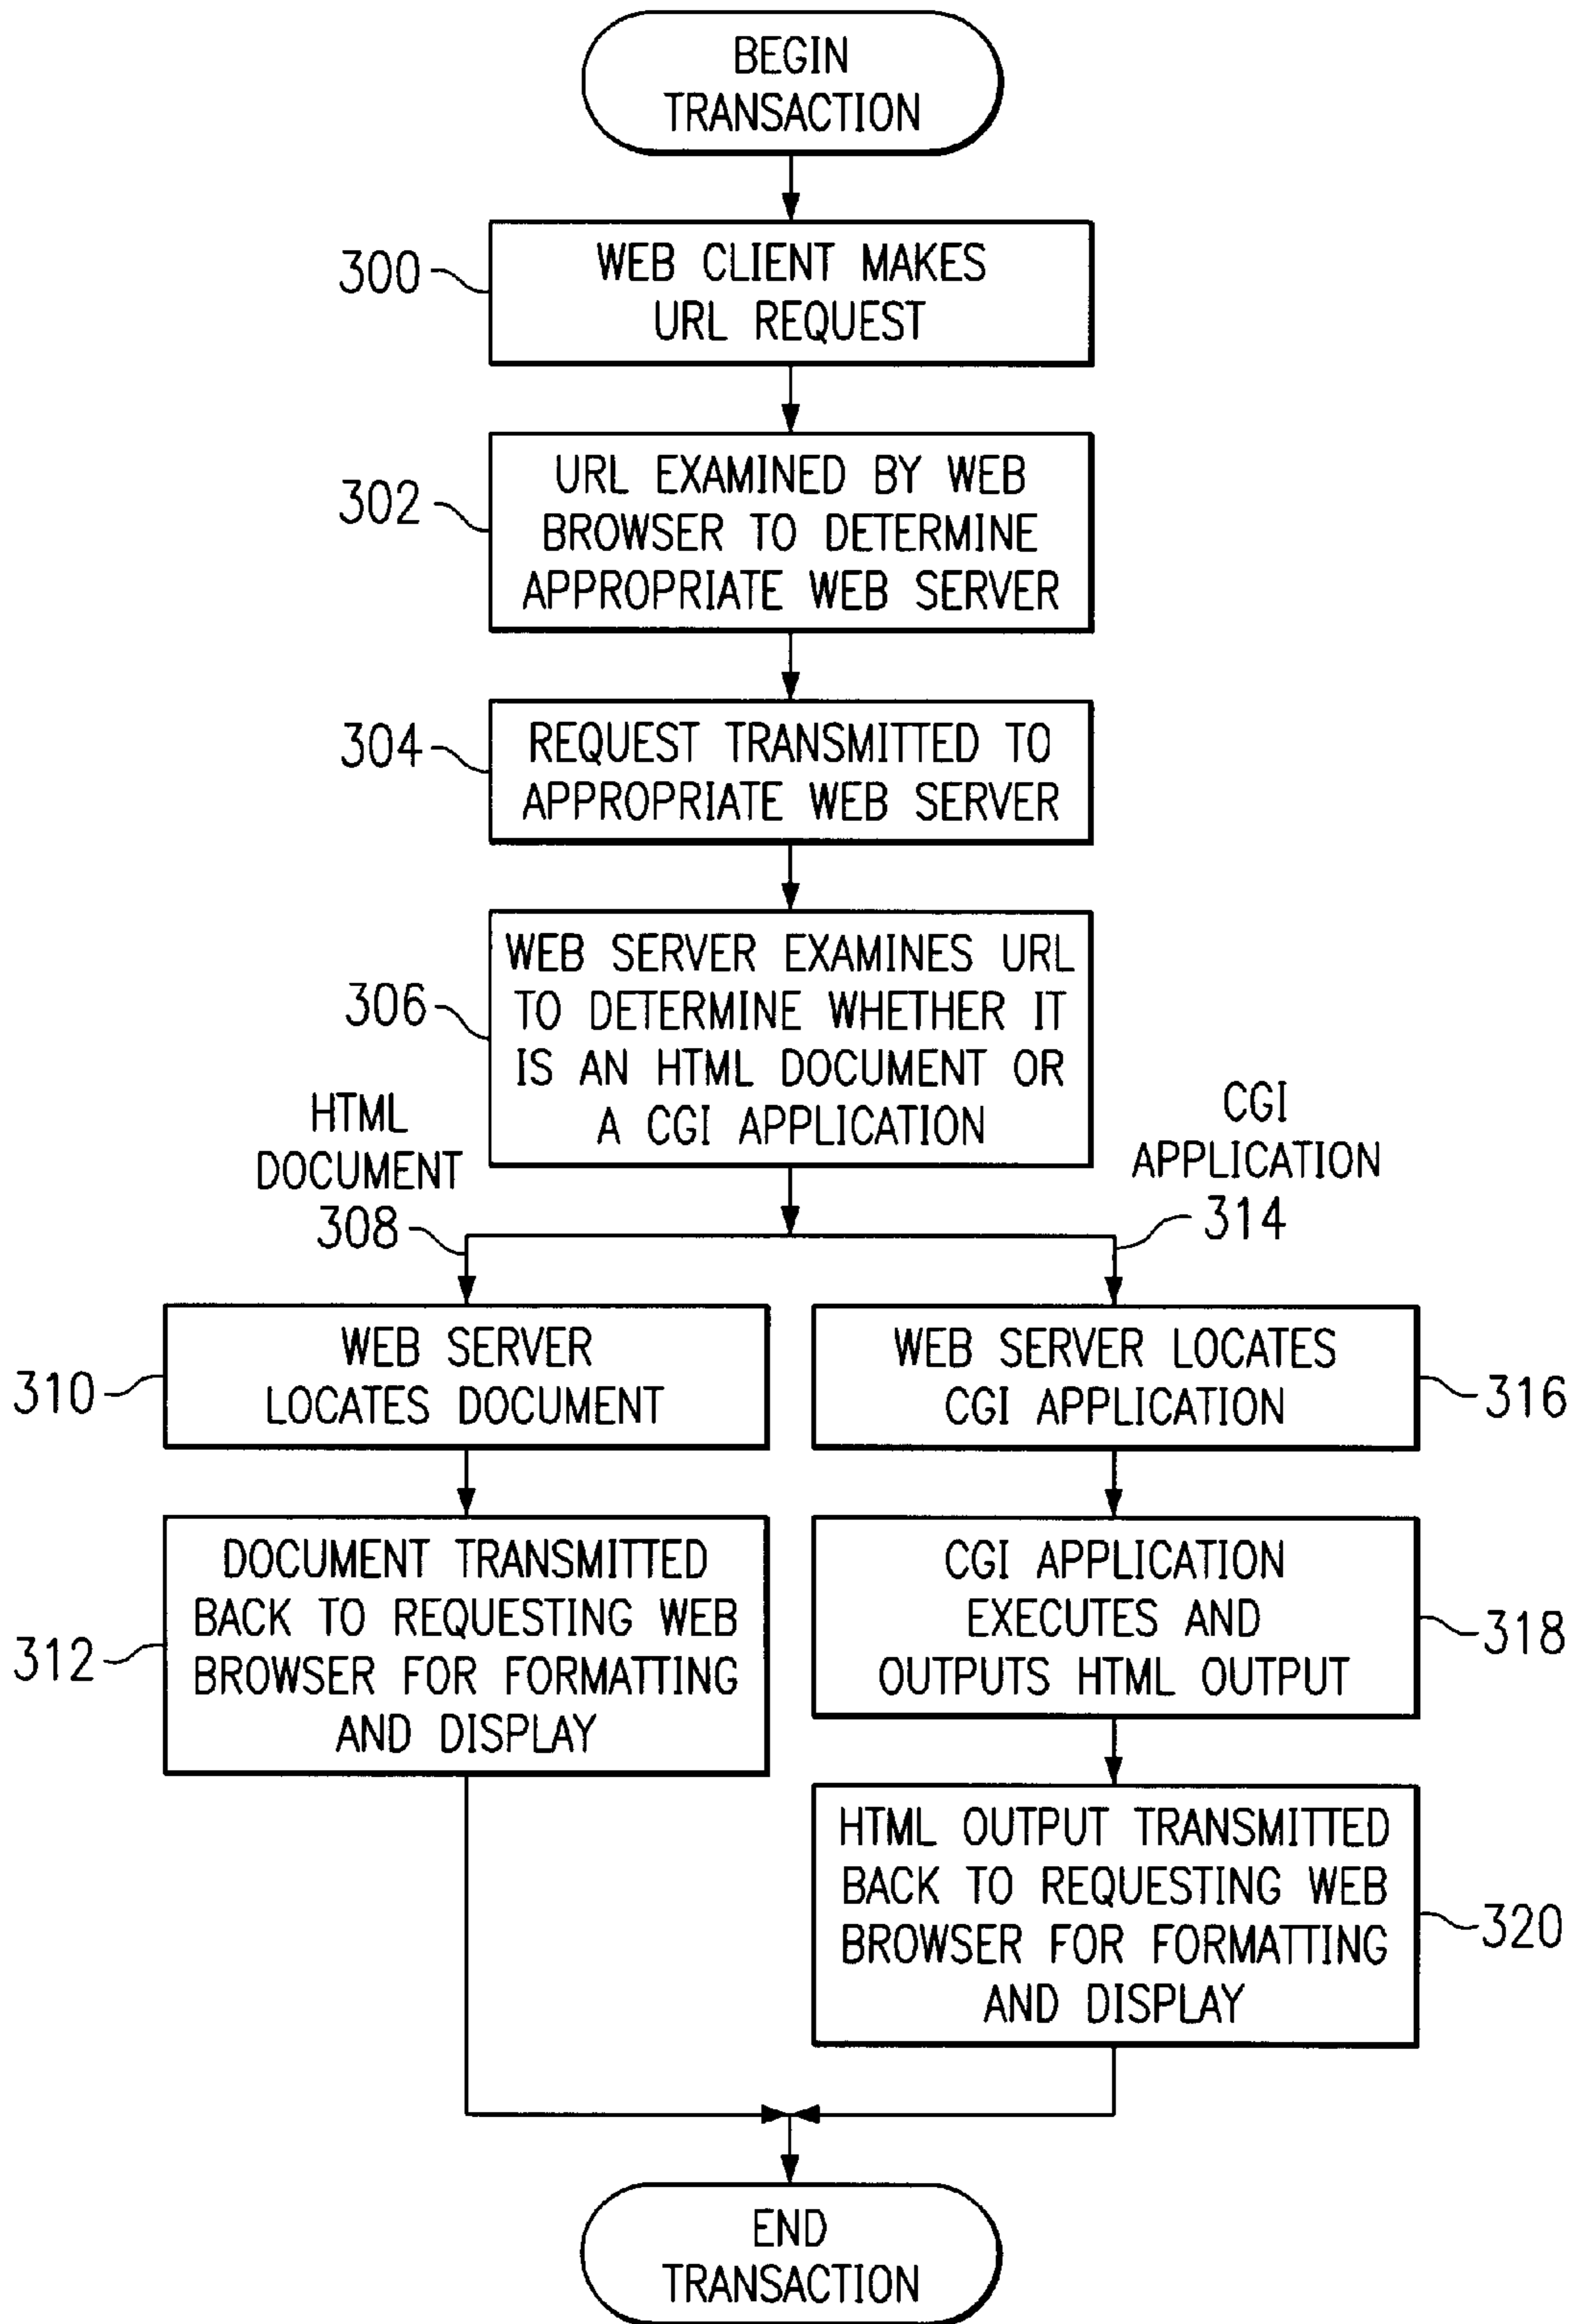 BEGIN
TRANSACTION
300
WEB CLIENT MAKES
URL REQUEST
302
URL EXAMINED BY WEB
BROWSER TO DETERMINE
APPROPRIATE WEB SERVER
304
REQUEST TRANSMITTED TO
APPROPRIATE WEB SERVER
306
WEB SERVER EXAMINES URL
TO DETERMINE WHETHER IT
IS AN HTML DOCUMENT OR
A CGI APPLICATION
HTML
DOCUMENT
308
CGI
APPLICATION
314
310
WEB SERVER
LOCATES DOCUMENT
WEB SERVER LOCATES
CGI APPLICATION
316
312
DOCUMENT TRANSMITTED
BACK TO REQUESTING WEB
BROWSER FOR FORMATTING
AND DISPLAY
CGI APPLICATION
EXECUTES AND
OUTPUTS HTML OUTPUT
318
HTML OUTPUT TRANSMITTED
BACK TO REQUESTING WEB
BROWSER FOR FORMATTING
AND DISPLAY
320
END
TRANSACTION